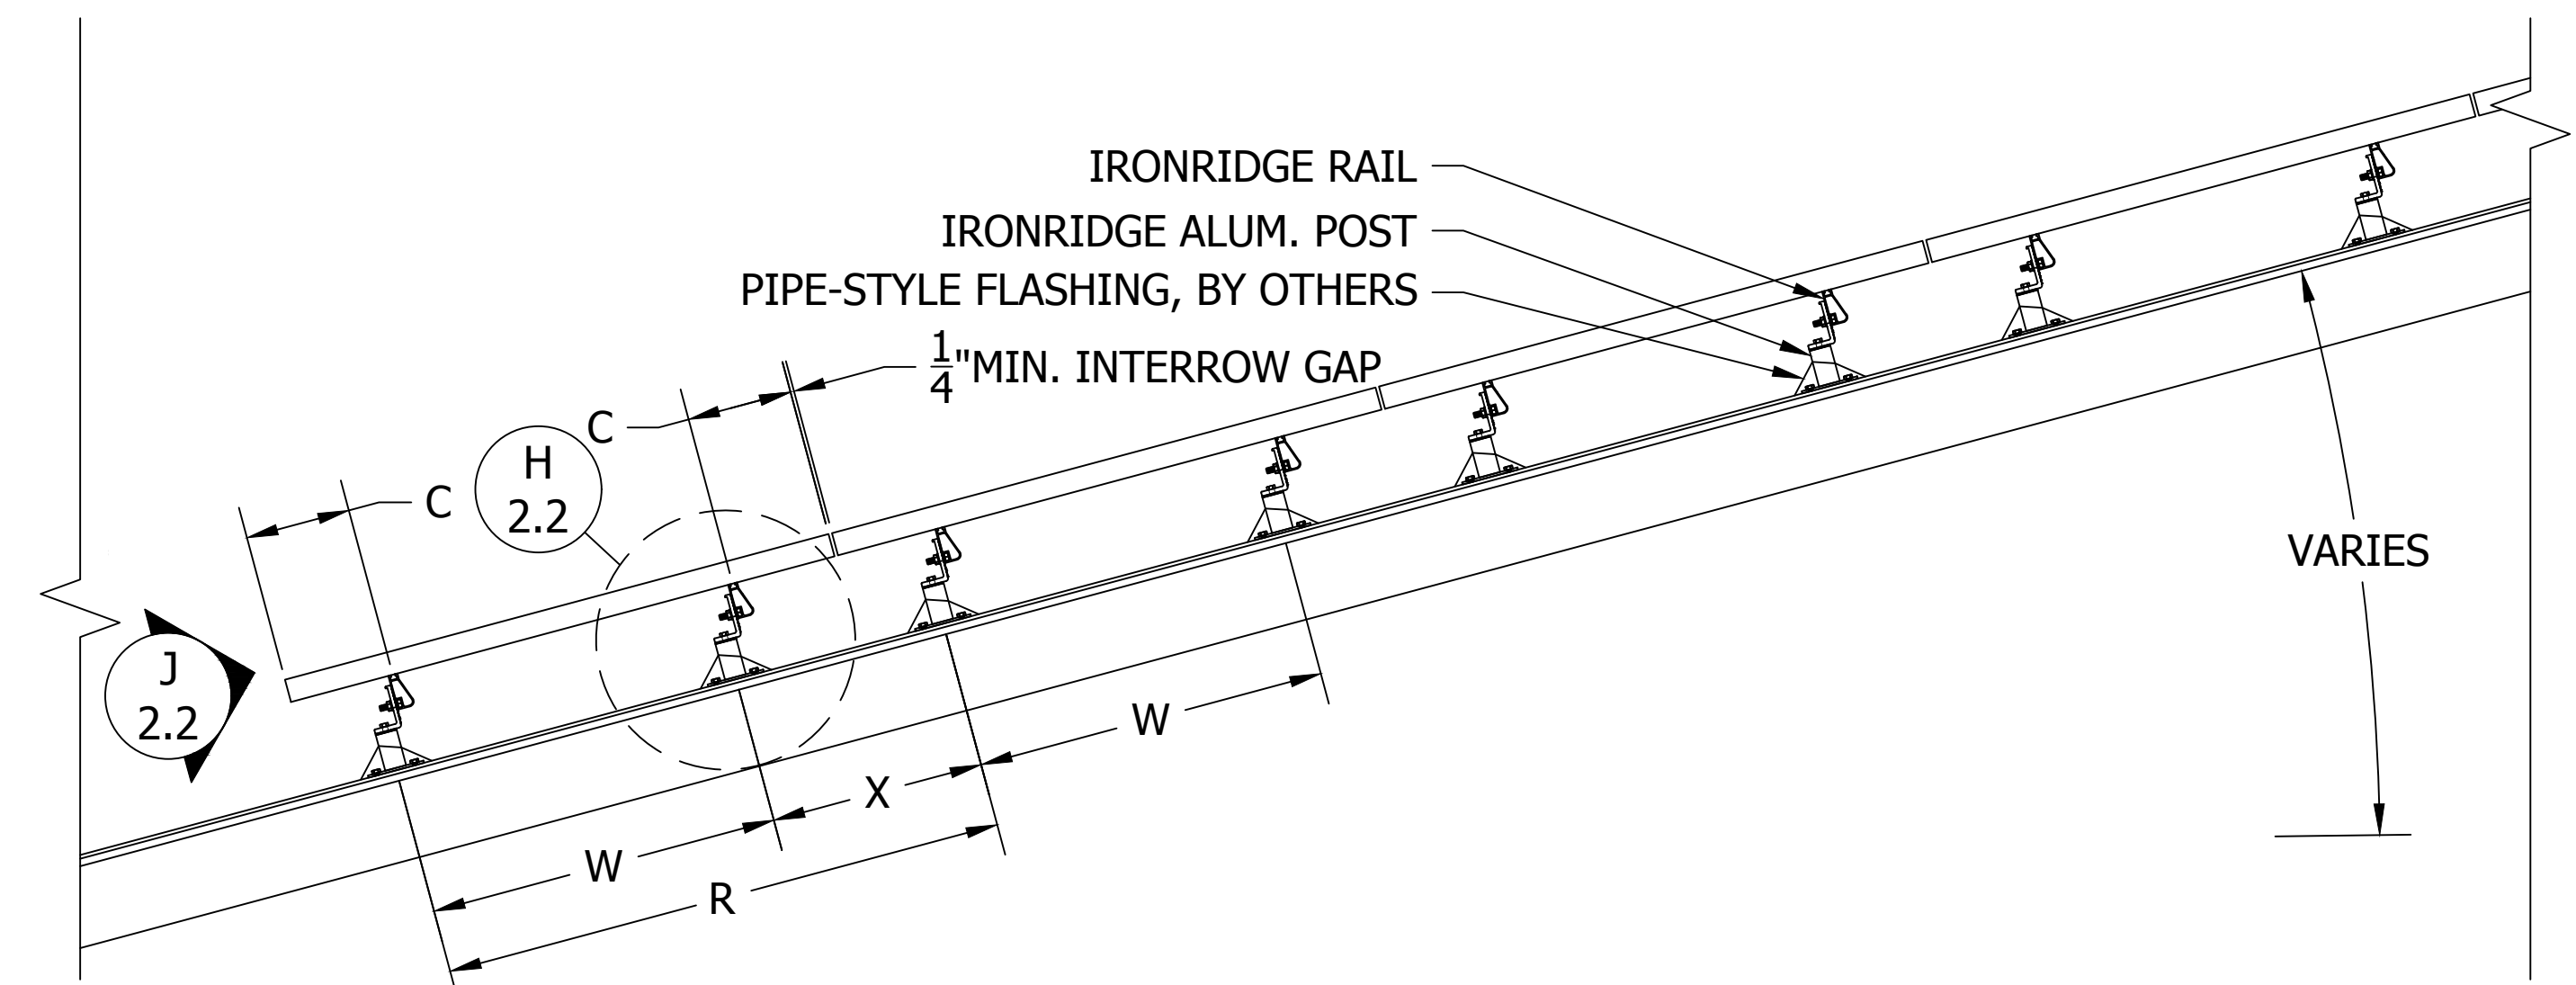 IRONRIDGE RAIL
IRONRIDGE ALUM. POST
PIPE-STYLE FLASHING, BY OTHERS
1/4"MIN. INTERROW GAP
C
H
2.2
C
VARIES
J
2.2
W
X
W
R